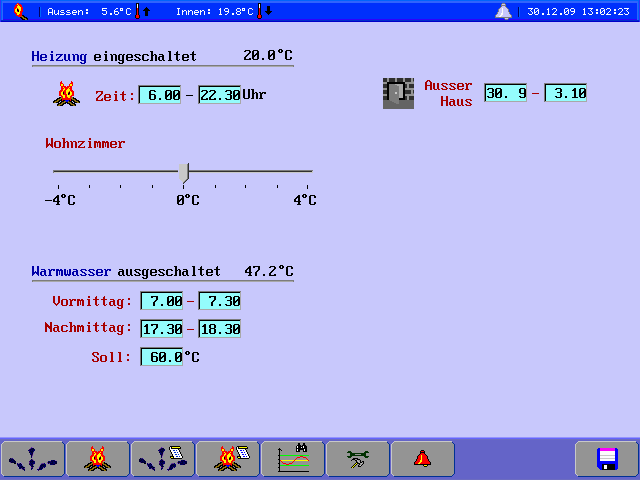 Aussen: 5.6°C Innen: 19.8°C 30.12.09 13:02:23
Heizung eingeschaltet 20.0°C
Zeit: 6.00 - 22.30 Uhr
Ausser Haus 30. 9 - 3.10
Wohnzimmer
-4°C 0°C 4°C
Warmwasser ausgeschaltet 47.2°C
Vormittag: 7.00 - 7.30
Nachmittag: 17.30 - 18.30
Soll: 60.0°C